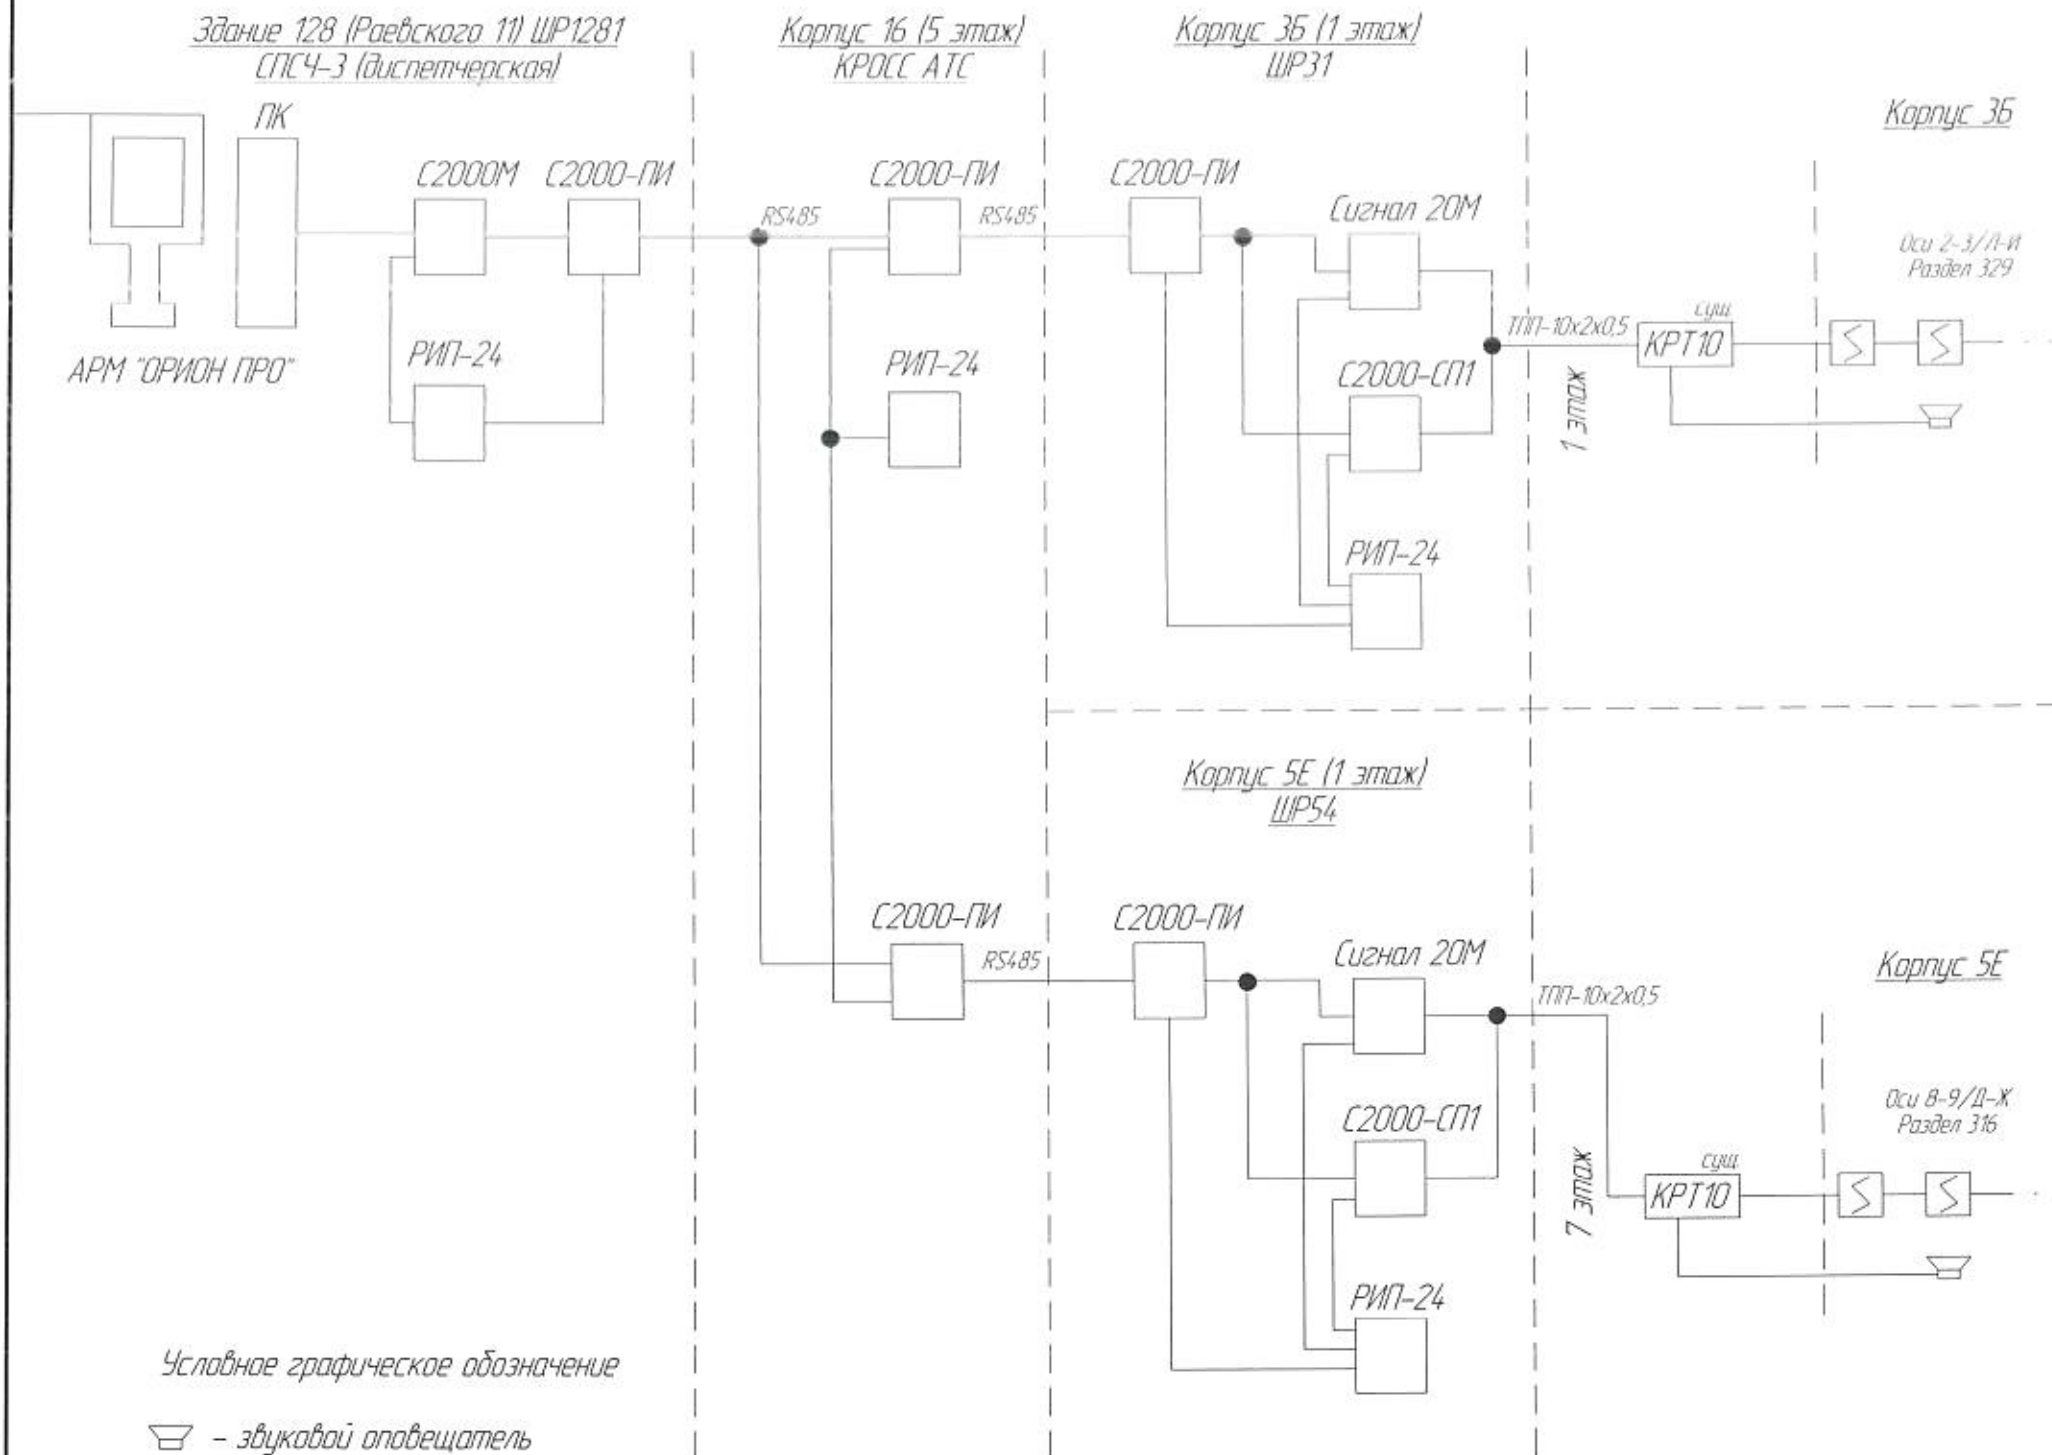 Здание 128 (Раевского 11) ШР1281
СПСЧ-3 (диспетчерская)
ПК
С2000М
С2000-ПИ
РИП-24
АРМ "ОРИОН ПРО"
Корпус 16 (5 этаж)
КРОСС АТС
С2000-ПИ
RS485
RS485
РИП-24
С2000-ПИ
RS485
Корпус 3Б (1 этаж)
ШР31
С2000-ПИ
Сигнал 20М
С2000-СП1
РИП-24
Корпус 3Б
Оси 2-3/Л-И
Раздел 329
ТПП-10х2х0,5
сущ.
КРТ10
1 этаж
Корпус 5Е (1 этаж)
ШР54
С2000-ПИ
Сигнал 20М
С2000-СП1
РИП-24
Корпус 5Е
ТПП-10х2х0,5
Оси 8-9/Д-Ж
Раздел 316
сущ.
КРТ10
7 этаж
Условное графическое обозначение
- звуковой оповещатель